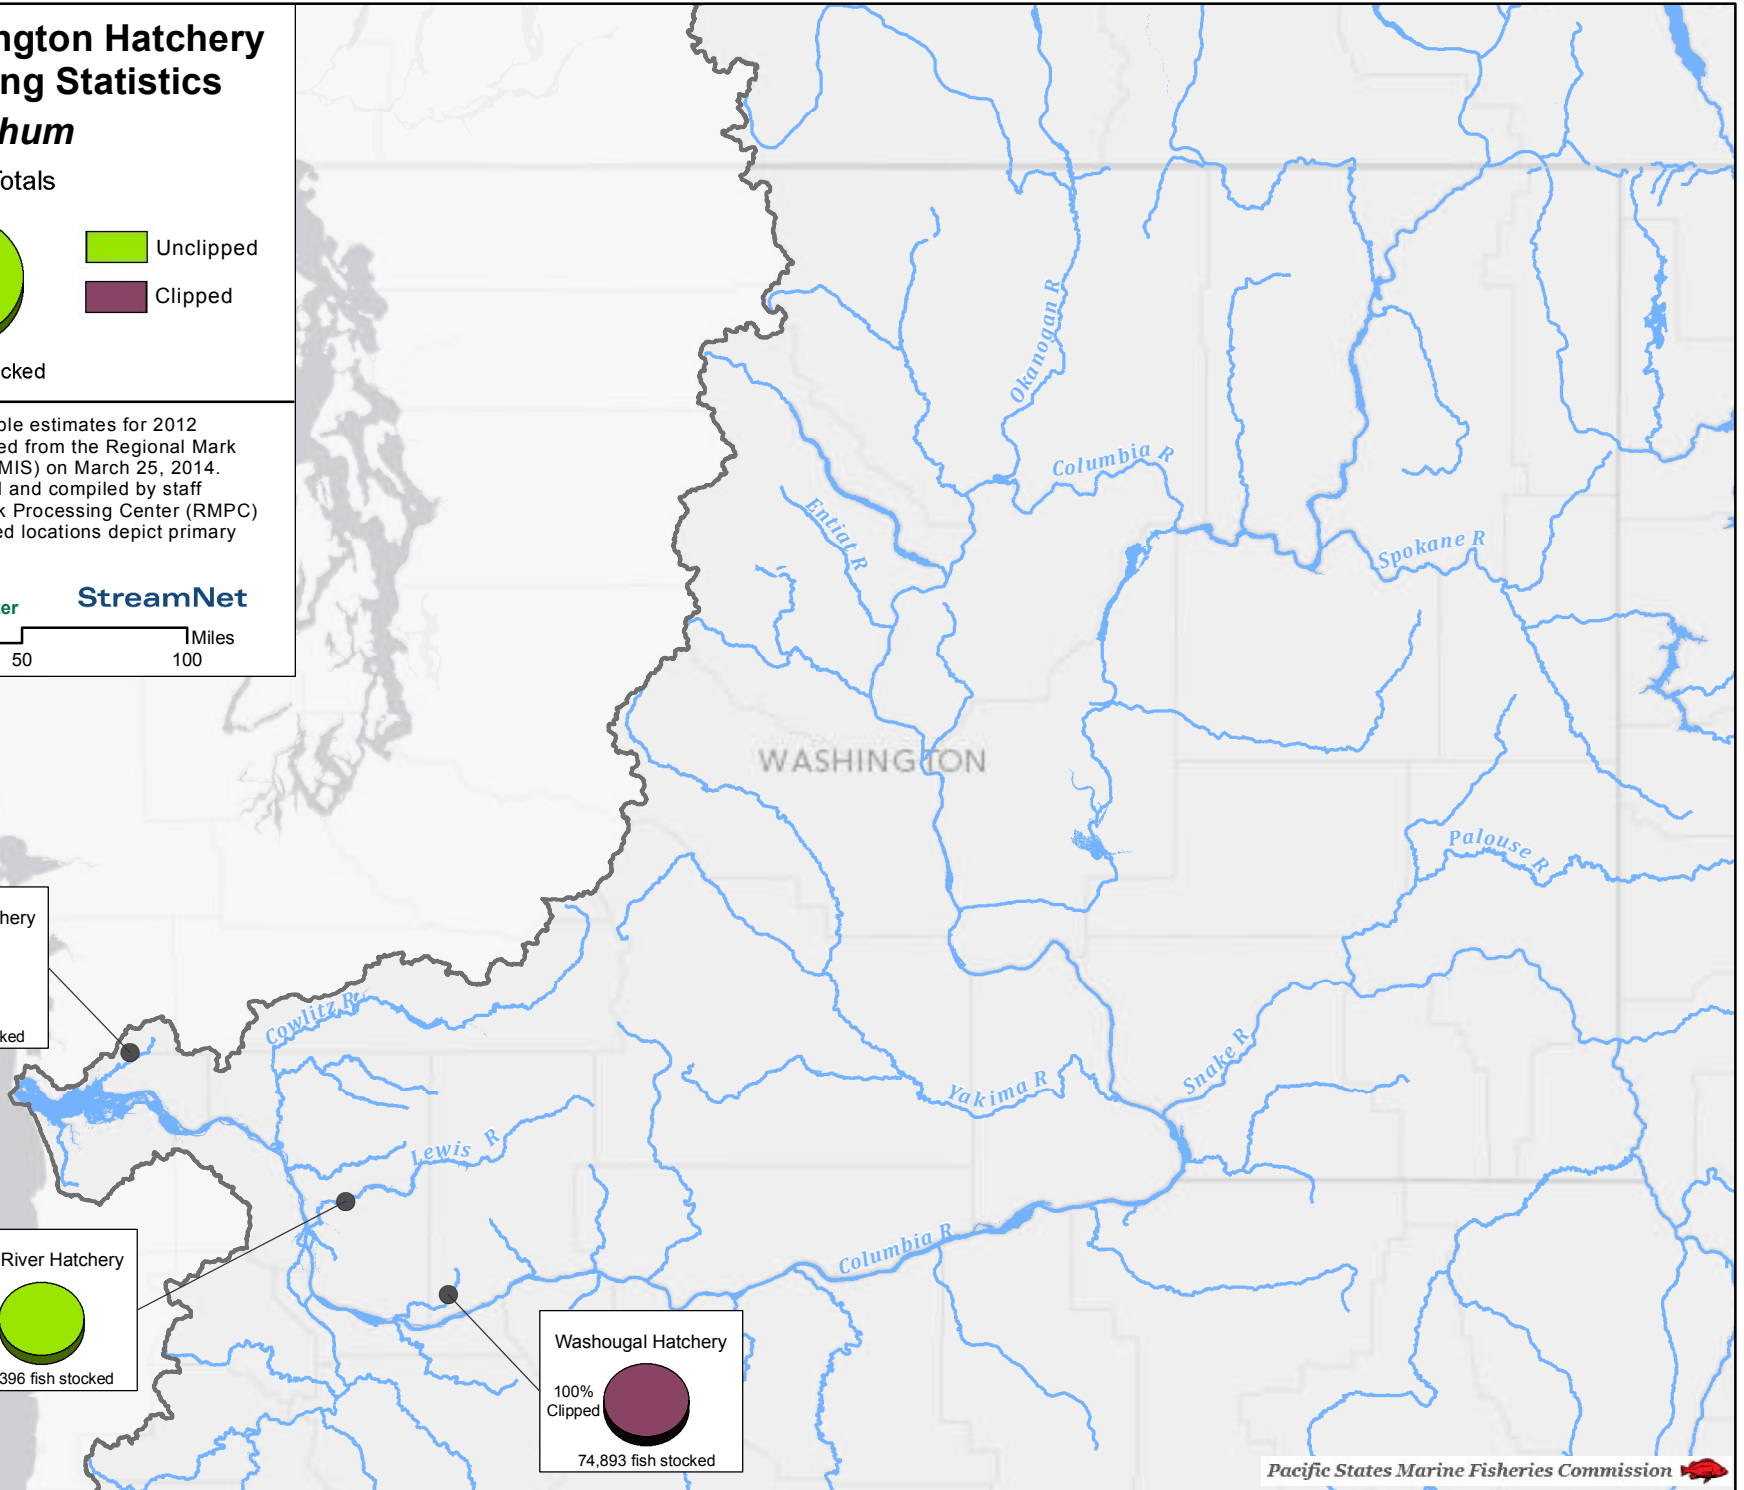 ngton Hatchery
ng Statistics
hum
Totals
Unclipped
Clipped
cked
ble estimates for 2012
ed from the Regional Mark
MIS) on March 25, 2014.
l and compiled by staff
k Processing Center (RMPC)
ed locations depict primary
ter
StreamNet
Miles
50 100
Okanogan R
Columbia R
Entiat R
Spokane R
WASHINGTON
Palouse R
hery
ked
Cowlitz R
Snake R
Yakima R
Lewis R
Columbia R
River Hatchery
396 fish stocked
Washougal Hatchery
100%
Clipped
74,893 fish stocked
Pacific States Marine Fisheries Commission